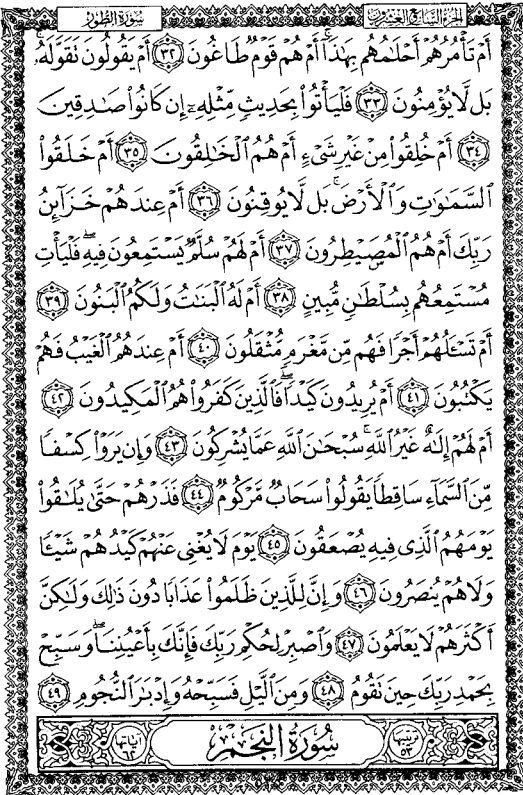 الجزء السابع والعشرون سورة الطور
أَمْ تَأْمُرُهُمْ أَحْلَٰمُهُم بِهَٰذَآ ۚ أَمْ هُمْ قَوْمٌ طَاغُونَ ٣٢ أَمْ يَقُولُونَ تَقَوَّلَهُۥ ۚ
بَل لَّا يُؤْمِنُونَ ٣٣ فَلْيَأْتُوا۟ بِحَدِيثٍ مِّثْلِهِۦٓ إِن كَانُوا۟ صَٰدِقِينَ
٣٤ أَمْ خُلِقُوا۟ مِنْ غَيْرِ شَىْءٍ أَمْ هُمُ ٱلْخَٰلِقُونَ ٣٥ أَمْ خَلَقُوا۟
ٱلسَّمَٰوَٰتِ وَٱلْأَرْضَ ۚ بَل لَّا يُوقِنُونَ ٣٦ أَمْ عِندَهُمْ خَزَآئِنُ
رَبِّكَ أَمْ هُمُ ٱلْمُصَۣيْطِرُونَ ٣٧ أَمْ لَهُمْ سُلَّمٌ يَسْتَمِعُونَ فِيهِ ۖ فَلْيَأْتِ
مُسْتَمِعُهُم بِسُلْطَٰنٍ مُّبِينٍ ٣٨ أَمْ لَهُ ٱلْبَنَٰتُ وَلَكُمُ ٱلْبَنُونَ ٣٩
أَمْ تَسْـَٔلُهُمْ أَجْرًا فَهُم مِّن مَّغْرَمٍ مُّثْقَلُونَ ٤٠ أَمْ عِندَهُمُ ٱلْغَيْبُ فَهُمْ
يَكْتُبُونَ ٤١ أَمْ يُرِيدُونَ كَيْدًا ۖ فَٱلَّذِينَ كَفَرُوا۟ هُمُ ٱلْمَكِيدُونَ ٤٢
أَمْ لَهُمْ إِلَٰهٌ غَيْرُ ٱللَّهِ ۚ سُبْحَٰنَ ٱللَّهِ عَمَّا يُشْرِكُونَ ٤٣ وَإِن يَرَوْا۟ كِسْفًا
مِّنَ ٱلسَّمَآءِ سَاقِطًا يَقُولُوا۟ سَحَابٌ مَّرْكُومٌ ٤٤ فَذَرْهُمْ حَتَّىٰ يُلَٰقُوا۟
يَوْمَهُمُ ٱلَّذِى فِيهِ يُصْعَقُونَ ٤٥ يَوْمَ لَا يُغْنِى عَنْهُمْ كَيْدُهُمْ شَيْـًٔا
وَلَا هُمْ يُنصَرُونَ ٤٦ وَإِنَّ لِلَّذِينَ ظَلَمُوا۟ عَذَابًا دُونَ ذَٰلِكَ وَلَٰكِنَّ
أَكْثَرَهُمْ لَا يَعْلَمُونَ ٤٧ وَٱصْبِرْ لِحُكْمِ رَبِّكَ فَإِنَّكَ بِأَعْيُنِنَا ۖ وَسَبِّحْ
بِحَمْدِ رَبِّكَ حِينَ تَقُومُ ٤٨ وَمِنَ ٱلَّيْلِ فَسَبِّحْهُ وَإِدْبَٰرَ ٱلنُّجُومِ ٤٩
ترتيبها ٥٣ سُورَةُ النَّجْمِ آياتها ٦٢